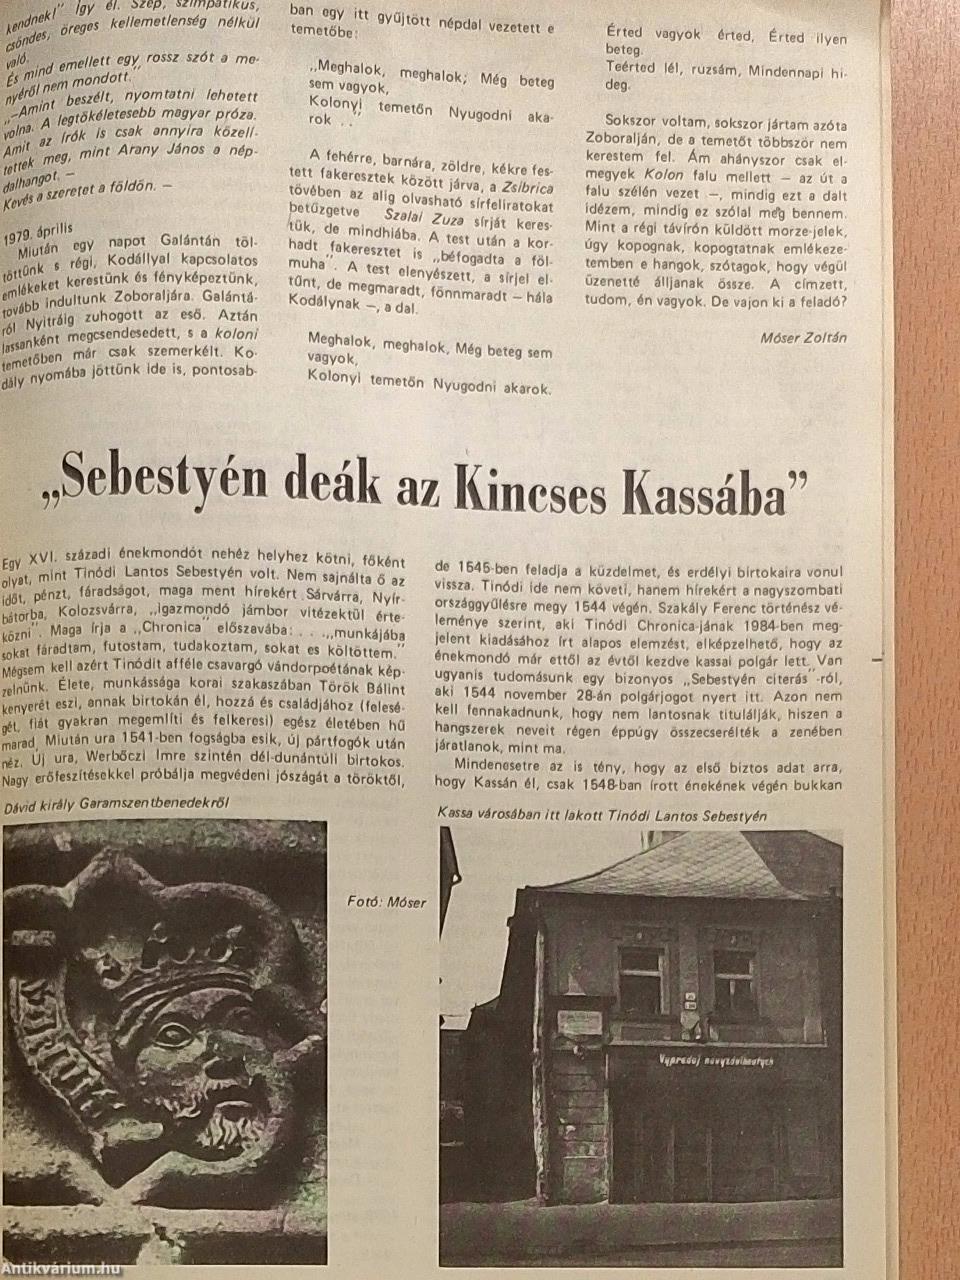 kendnek!" Így él. Szép, szimpatikus,
csöndes, öreges kellemetlenség nélkül
való.
És mind emellett egy rossz szót a me-
nyéről nem mondott."
„—Amint beszélt, nyomtatni lehetett
volna. A legtökéletesebb magyar próza.
Amit az írók is csak annyira közelí-
tettek meg, mint Arany János a nép-
dalhangot. —
Kevés a szeretet a földön. —
1979. április
Miután egy napot Galántán töl-
töttünk s régi, Kodállyal kapcsolatos
emlékeket kerestünk és fényképeztünk,
tovább indultunk Zoboraljára. Galántá-
ról Nyitráig zuhogott az eső. Aztán
lassanként megcsendesedett, s a koloni
temetőben már csak szemerkélt. Ko-
dály nyomába jöttünk ide is, pontosab-
ban egy itt gyűjtött népdal vezetett e
temetőbe:
„Meghalok, meghalok; Még beteg
sem vagyok,
Kolonyi temetőn Nyugodni aka-
rok . .”
A fehérre, barnára, zöldre, kékre fes-
tett fakeresztek között járva, a Zsibrica
tövében az alig olvasható sírfeliratokat
betűzgetve Szalai Zuza sírját keres-
tük, de mindhiába. A test után a kor-
hadt fakeresztet is „béfogadta a föl-
muha”. A test elenyészett, a sírjel el-
tűnt, de megmaradt, fönnmaradt — hála
Kodálynak —, a dal.
Meghalok, meghalok, Még beteg sem
vagyok,
Kolonyi temetőn Nyugodni akarok.
Érted vagyok érted, Érted ilyen
beteg.
Teérted lél, ruzsám, Mindennapi hi-
deg.
Sokszor voltam, sokszor jártam azóta
Zoboralján, de a temetőt többször nem
kerestem fel. Ám ahányszor csak el-
megyek Kolon falu mellett — az út a
falu szélén vezet —, mindig ezt a dalt
idézem, mindig ez szólal meg bennem.
Mint a régi távírón küldött morze-jelek,
úgy kopognak, kopogtatnak emlékeze-
temben e hangok, szótagok, hogy végül
üzenetté álljanak össze. A címzett,
tudom, én vagyok. De vajon ki a feladó?
Móser Zoltán
„Sebestyén deák az Kincses Kassába”
Egy XVI. századi énekmondót nehéz helyhez kötni, főként
olyat, mint Tinódi Lantos Sebestyén volt. Nem sajnálta ő az
időt, pénzt, fáradságot, maga ment hírekért Sárvárra, Nyír-
bátorba, Kolozsvárra, „Igazmondó jámbor vitézektül érte-
közni”. Maga írja a „Chronica” előszavába: . . „munkájába
sokat fáradtam, futostam, tudakoztam, sokat es költöttem.”
Mégsem kell azért Tinódit afféle csavargó vándorpoétának kép-
zelnünk. Élete, munkássága korai szakaszában Török Bálint
kenyerét eszi, annak birtokán él, hozzá és családjához (felesé-
gét, fiát gyakran megemlíti és felkeresi) egész életében hű
marad. Miután ura 1541-ben fogságba esik, új pártfogók után
néz. Új ura, Werbőczi Imre szintén dél-dunántúli birtokos.
Nagy erőfeszítésekkel próbálja megvédeni jószágát a töröktől,
de 1545-ben feladja a küzdelmet, és erdélyi birtokaira vonul
vissza. Tinódi ide nem követi, hanem hírekért a nagyszombati
országgyűlésre megy 1544 végén. Szakály Ferenc történész vé-
leménye szerint, aki Tinódi Chronica-jának 1984-ben meg-
jelent kiadásához írt alapos elemzést, elképzelhető, hogy az
énekmondó már ettől az évtől kezdve kassai polgár lett. Van
ugyanis tudomásunk egy bizonyos „Sebestyén citerás”-ról,
aki 1544 november 28-án polgárjogot nyert itt. Azon nem
kell fennakadnunk, hogy nem lantosnak titulálják, hiszen a
hangszerek neveit régen éppúgy összecserélték a zenében
járatlanok, mint ma.
Mindenesetre az is tény, hogy az első biztos adat arra,
hogy Kassán él, csak 1548-ban írott énekének végén bukkan
Dávid király Garamszentbenedekről
Fotó: Móser
Kassa városában itt lakott Tinódi Lantos Sebestyén
Výpredaj
Antikvárium.hu